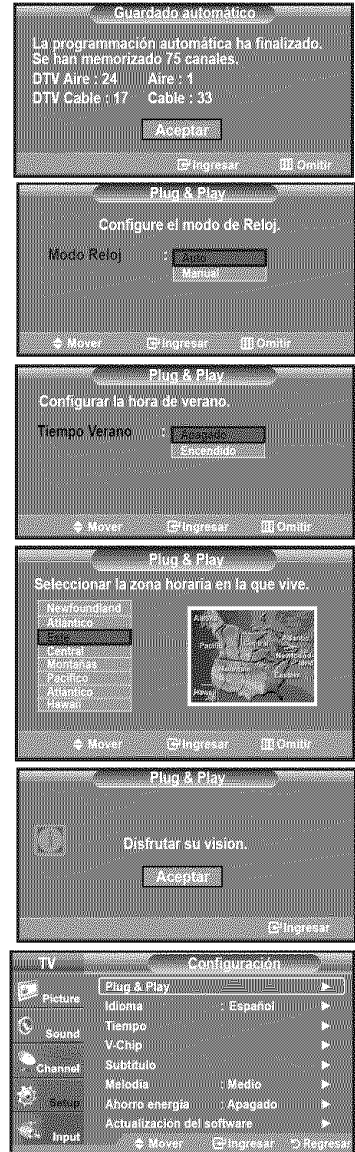 Guardado automático
La programmación automática ha finalizado.
Se han memorizado 75 canales.
DTV Aire : 24 Aire : 1
DTV Cable : 17 Cable : 33
Aceptar
Ingresar Omitir
Plug & Play
Configure el modo de Reloj.
Modo Reloj : Auto
Manual
Mover Ingresar Omitir
Plug & Play
Configurar la hora de verano.
Tiempo Verano : Apagado
Encendido
Mover Ingresar Omitir
Plug & Play
Seleccionar la zona horaria en la que vive.
Newfoundland
Atlántico
Este
Central
Montañas
Pacífico
Atlántico
Hawaii
Mover Ingresar Omitir
Plug & Play
Disfrutar su vision.
Aceptar
Ingresar
TV Configuración
Picture
Sound
Channel
Setup
Input
Plug & Play
Idioma : Español
Tiempo
V-Chip
Subtítulo
Melodía : Medio
Ahorro energía : Apagado
Actualización del software
Mover Ingresar Regresar